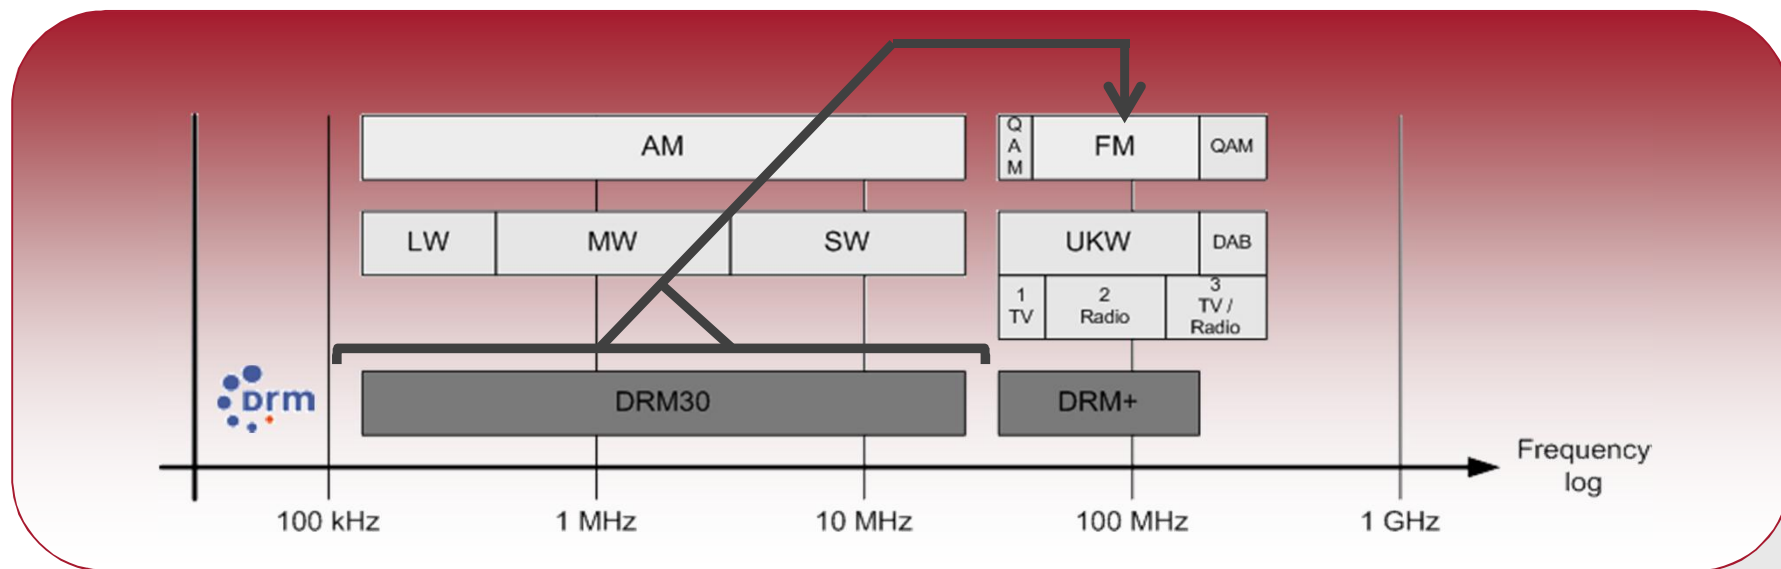 AM
Q
A
M
FM
QAM
LW
MW
SW
UKW
DAB
1
TV
2
Radio
3
TV /
Radio
Drm
DRM30
DRM+
Frequency
log
100 kHz
1 MHz
10 MHz
100 MHz
1 GHz